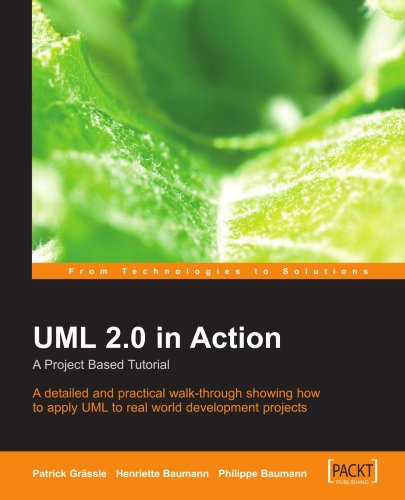 From Technologies to Solutions
UML 2.0 in Action
A Project Based Tutorial
A detailed and practical walk-through showing how
to apply UML to real world development projects
Patrick Grässle Henriette Baumann Philippe Baumann
PACKT
PUBLISHING